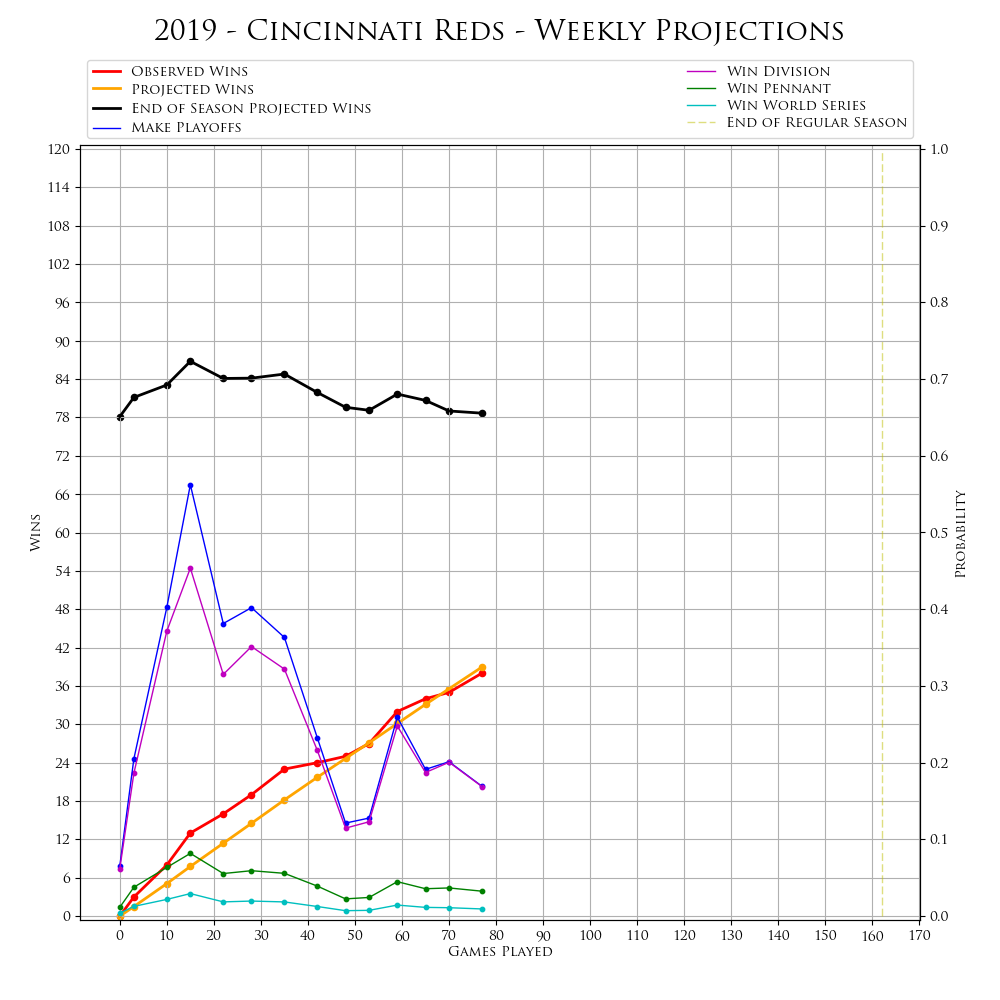 2019 - Cincinnati Reds - Weekly Projections
Observed Wins
Projected Wins
End of Season Projected Wins
Make Playoffs
Win Division
Win Pennant
Win World Series
End of Regular Season
120
114
108
102
96
90
84
78
72
66
60
54
48
42
36
30
24
18
12
6
0
Wins
1.0
0.9
0.8
0.7
0.6
0.5
0.4
0.3
0.2
0.1
0.0
Probability
0 10 20 30 40 50 60 70 80 90 100 110 120 130 140 150 160 170
Games Played